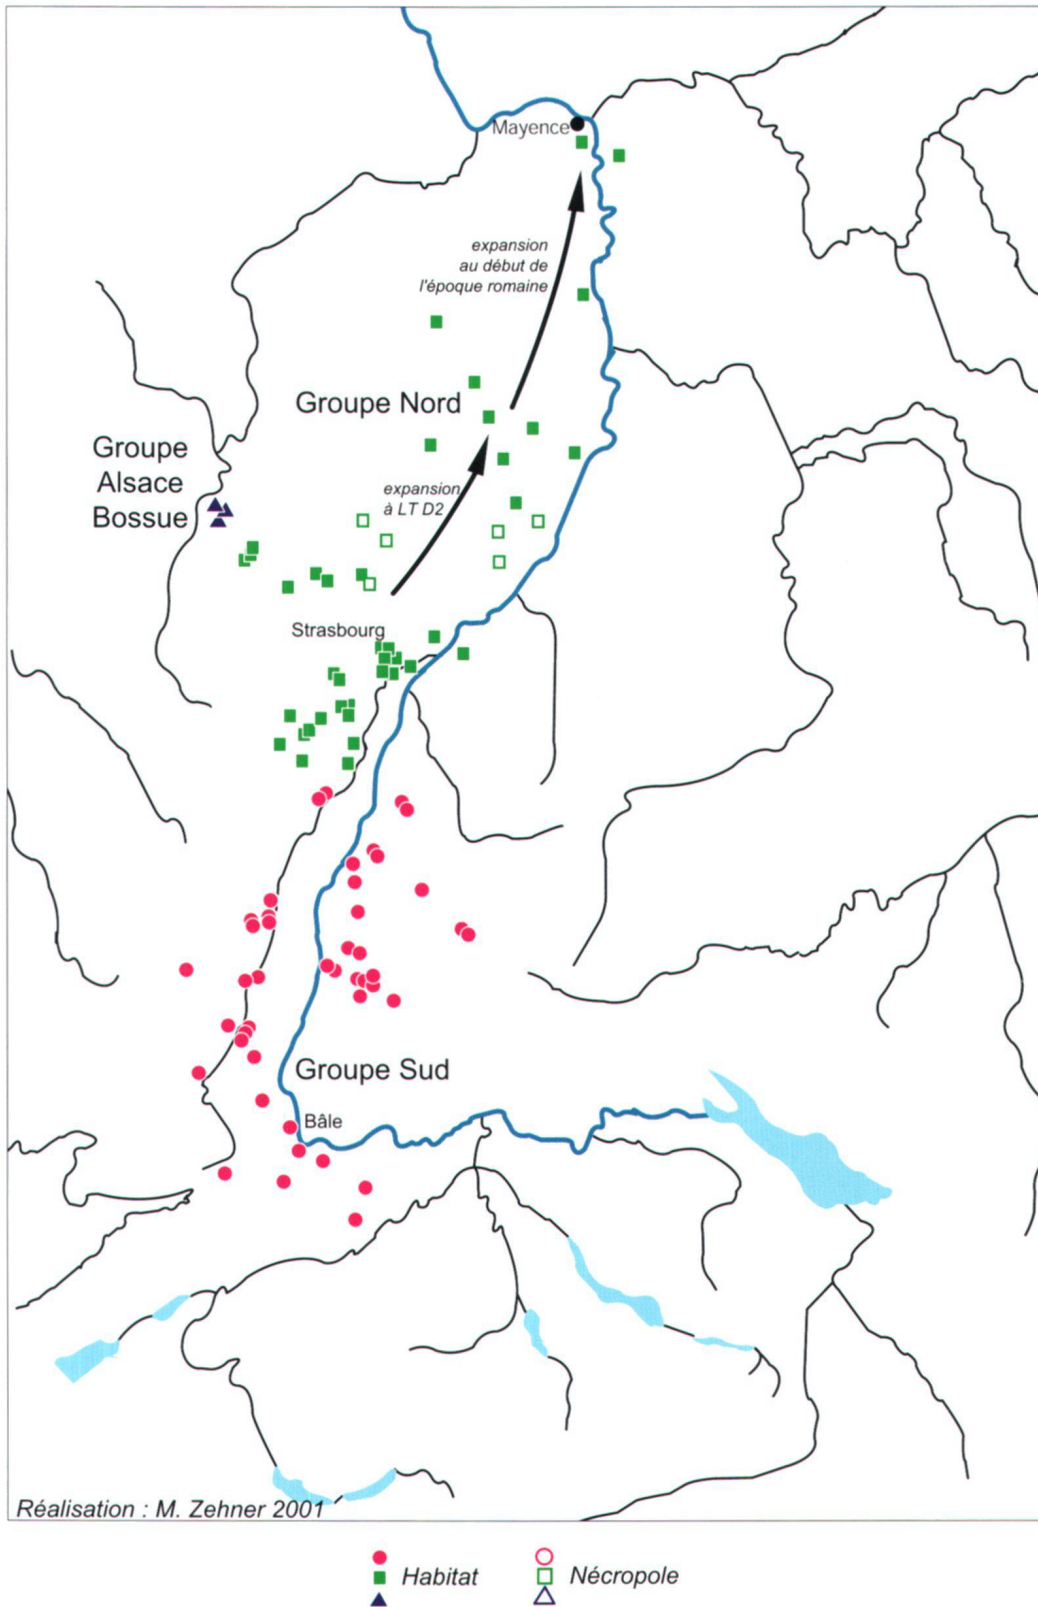 Mayence
expansion
au début de
l'époque romaine
Groupe Nord
Groupe
Alsace
Bossue
expansion
à LT D2
Strasbourg
Groupe Sud
Bâle
Réalisation : M. Zehner 2001
Habitat
Nécropole